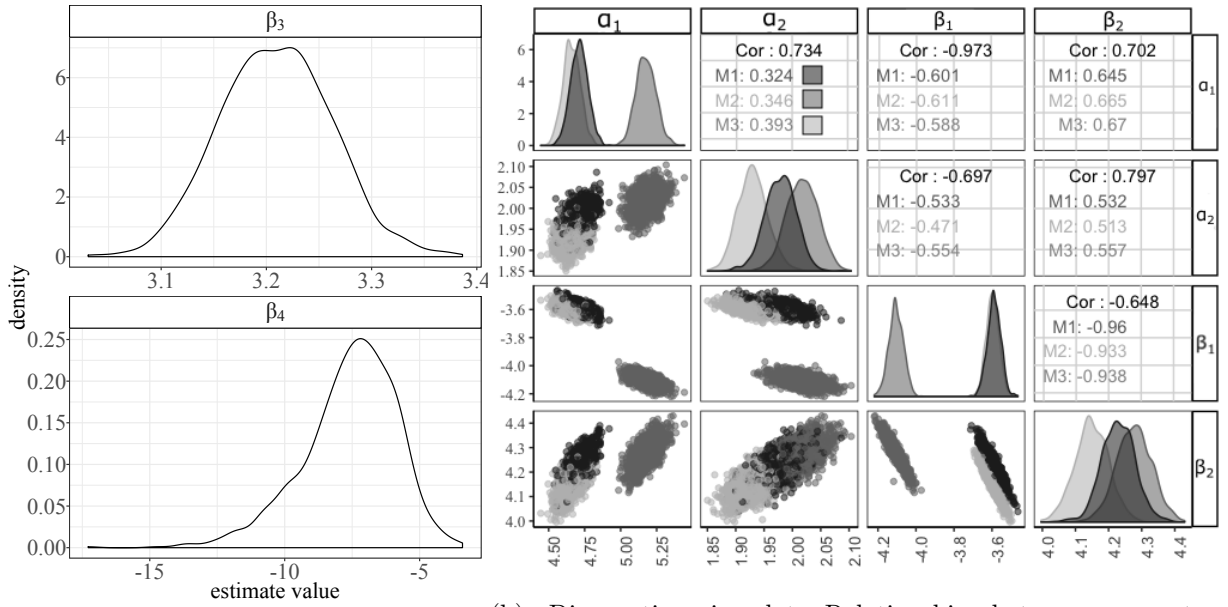 β3
6
4
2
0
3.1 3.2 3.3 3.4
density
β4
0.25
0.20
0.15
0.10
0.05
0.00
-15 -10 -5
estimate value
α1 α2 β1 β2
6
4
2
0
Cor : 0.734
M1: 0.324
M2: 0.346
M3: 0.393
Cor : -0.973
M1: -0.601
M2: -0.611
M3: -0.588
Cor : 0.702
M1: 0.645
M2: 0.665
M3: 0.67
α1
2.10
2.05
2.00
1.95
1.90
1.85
Cor : -0.697
M1: -0.533
M2: -0.471
M3: -0.554
Cor : 0.797
M1: 0.532
M2: 0.513
M3: 0.557
α2
-3.6
-3.8
-4.0
-4.2
Cor : -0.648
M1: -0.96
M2: -0.933
M3: -0.938
β1
4.4
4.3
4.2
4.1
4.0
β2
4.50 4.75 5.00 5.25
1.85 1.90 1.95 2.00 2.05 2.10
-4.2 -4.0 -3.8 -3.6
4.0 4.1 4.2 4.3 4.4